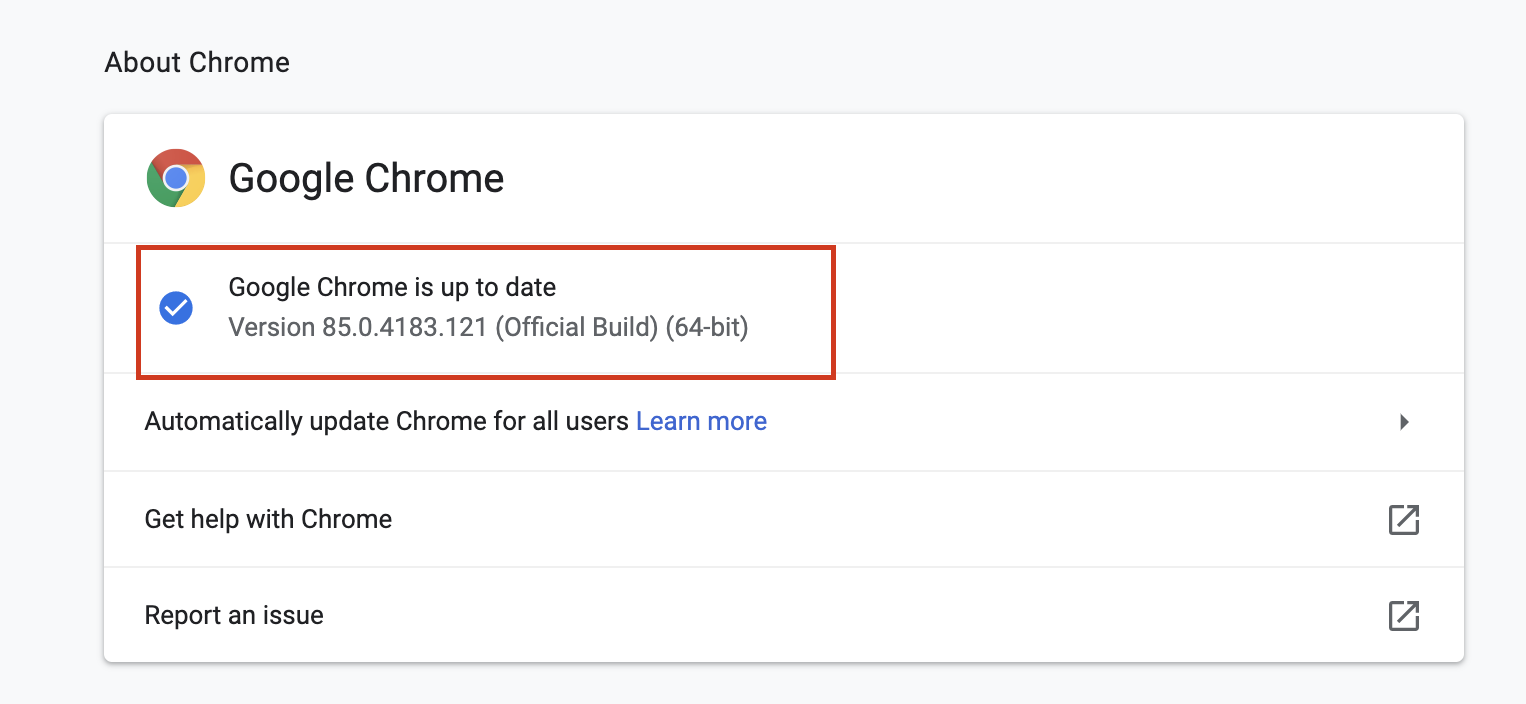 About Chrome
Google Chrome
Google Chrome is up to date
Version 85.0.4183.121 (Official Build) (64-bit)
Automatically update Chrome for all users Learn more
Get help with Chrome
Report an issue